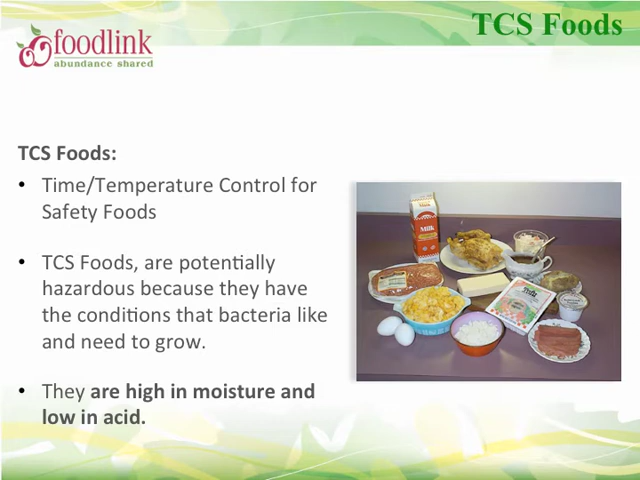 TCS Foods
foodlink
abundance shared
TCS Foods:
• Time/Temperature Control for
Safety Foods
• TCS Foods, are potentially
hazardous because they have
the conditions that bacteria like
and need to grow.
• They are high in moisture and
low in acid.
Milk
Tofu